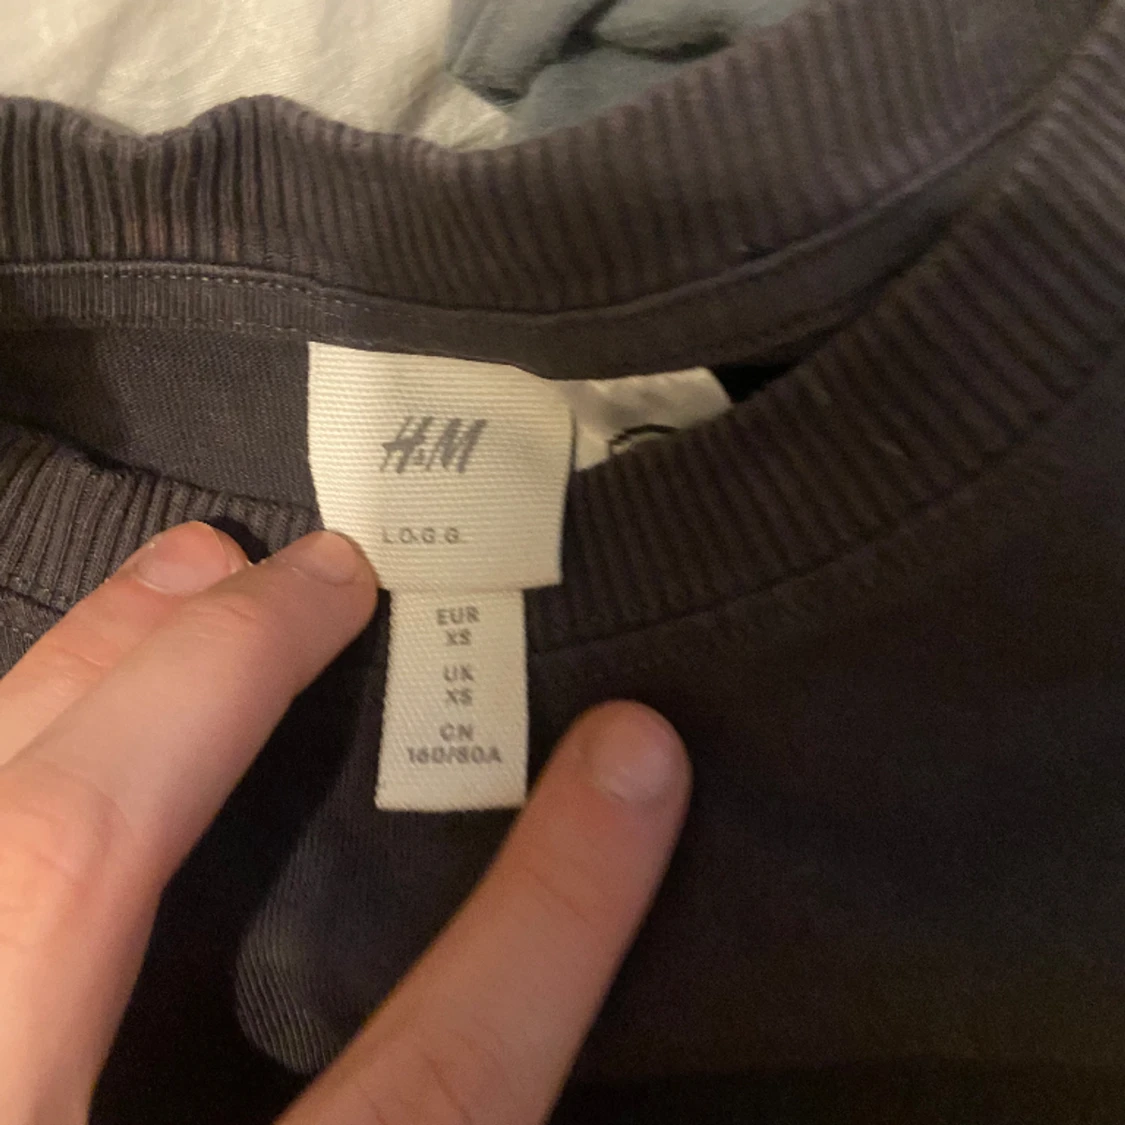 H&M
L.O.G.G.
EUR
XS
UK
XS
CN
160/80A